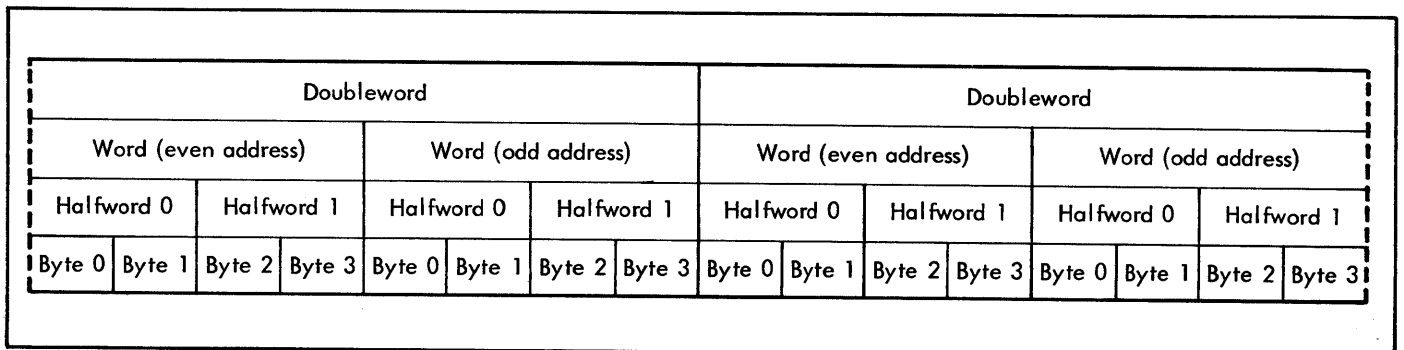 Doubleword Doubleword
Word (even address) Word (odd address) Word (even address) Word (odd address)
Halfword 0 Halfword 1 Halfword 0 Halfword 1 Halfword 0 Halfword 1 Halfword 0 Halfword 1
Byte 0 Byte 1 Byte 2 Byte 3 Byte 0 Byte 1 Byte 2 Byte 3 Byte 0 Byte 1 Byte 2 Byte 3 Byte 0 Byte 1 Byte 2 Byte 3